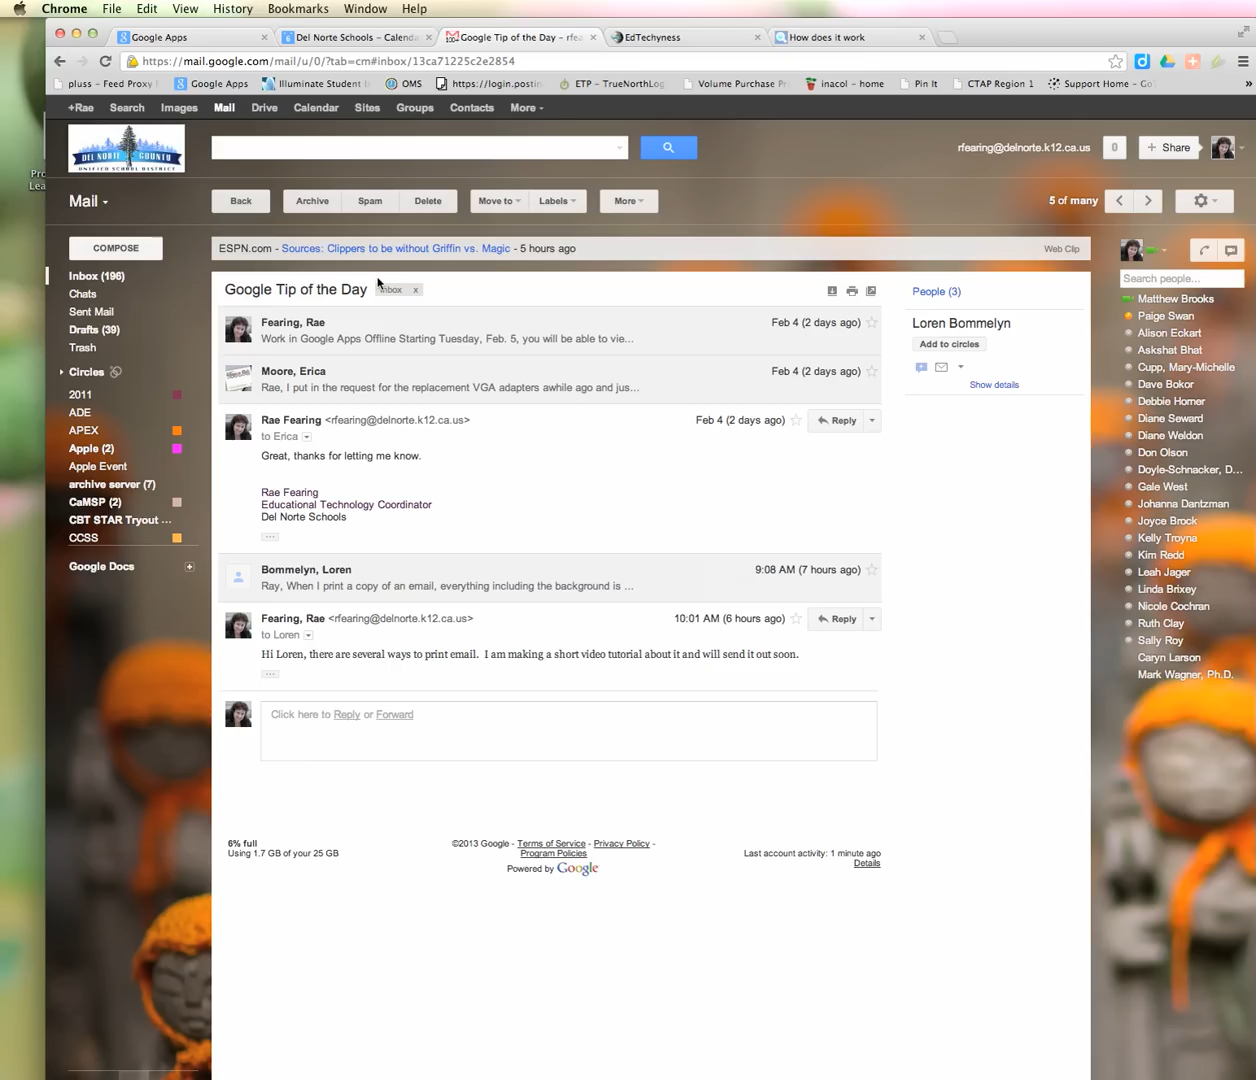 Chrome File Edit View History Bookmarks Window Help
Google Apps Del Norte Schools - Calenda Google Tip of the Day - rfea EdTechyness How does it work
https://mail.google.com/mail/u/0/?tab=cm#inbox/13ca71225c2e2854
pluss - Feed Proxy Google Apps Illuminate Student OMS https://login.postin ETP - TrueNorthLog Volume Purchase Pr inacol - home Pin It CTAP Region 1 Support Home - Go
+Rae Search Images Mail Drive Calendar Sites Groups Contacts More
DEL NORTE COUNTY
UNIFIED SCHOOL DISTRICT
rfearing@delnorte.k12.ca.us 0 + Share
Mail Back Archive Spam Delete Move to Labels More 5 of many
COMPOSE
ESPN.com - Sources: Clippers to be without Griffin vs. Magic - 5 hours ago Web Clip
Inbox (196)
Chats
Sent Mail
Drafts (39)
Trash
Circles
2011
ADE
APEX
Apple (2)
Apple Event
archive server (7)
CaMSP (2)
CBT STAR Tryout ...
CCSS
Google Docs
Google Tip of the Day Inbox x
Fearing, Rae Feb 4 (2 days ago)
Work in Google Apps Offline Starting Tuesday, Feb. 5, you will be able to vie...
Moore, Erica Feb 4 (2 days ago)
Rae, I put in the request for the replacement VGA adapters awhile ago and jus...
Rae Fearing <rfearing@delnorte.k12.ca.us> Feb 4 (2 days ago) Reply
to Erica
Great, thanks for letting me know.
Rae Fearing
Educational Technology Coordinator
Del Norte Schools
Bommelyn, Loren 9:08 AM (7 hours ago)
Ray, When I print a copy of an email, everything including the background is ...
Fearing, Rae <rfearing@delnorte.k12.ca.us> 10:01 AM (6 hours ago) Reply
to Loren
Hi Loren, there are several ways to print email. I am making a short video tutorial about it and will send it out soon.
Click here to Reply or Forward
6% full
Using 1.7 GB of your 25 GB
©2013 Google - Terms of Service - Privacy Policy -
Program Policies
Powered by Google
Last account activity: 1 minute ago
Details
People (3)
Loren Bommelyn
Add to circles
Show details
Search people...
Matthew Brooks
Paige Swan
Alison Eckart
Askshat Bhat
Cupp, Mary-Michelle
Dave Bokor
Debbie Horner
Diane Seward
Diane Weldon
Don Olson
Doyle-Schnacker, D...
Gale West
Johanna Dantzman
Joyce Brock
Kelly Troyna
Kim Redd
Leah Jager
Linda Brixey
Nicole Cochran
Ruth Clay
Sally Roy
Caryn Larson
Mark Wagner, Ph.D.